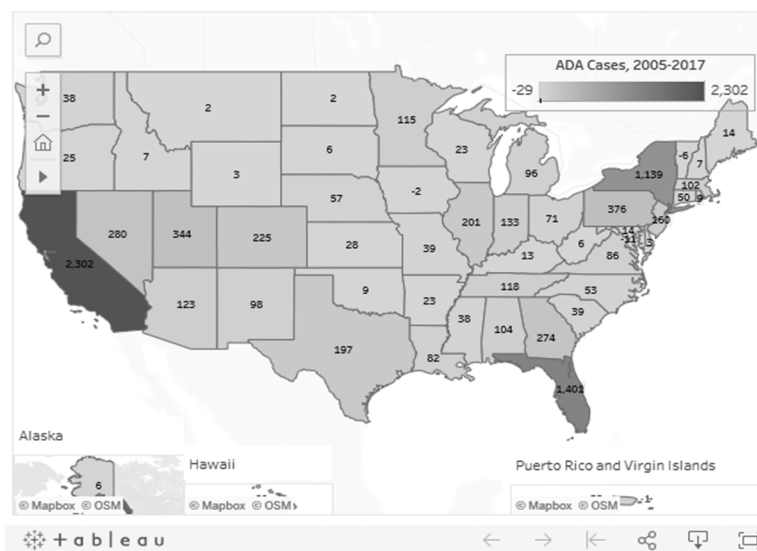 ADA Cases, 2005-2017
-29 2,302
38 2 2 115 14
25 7 6 23 96 1,139 -6 7
3 -2 102
57 50 9
280 344 225 201 133 71 376 160
28 39 13 6 14
-11 3
2,302 86
123 98 9 23 118 53
38 104 274 39
197 82
1,401
Alaska
6
Hawaii
Puerto Rico and Virgin Islands
-1
© Mapbox © OSM © Mapbox © OSM © Mapbox © OSM
+ableau